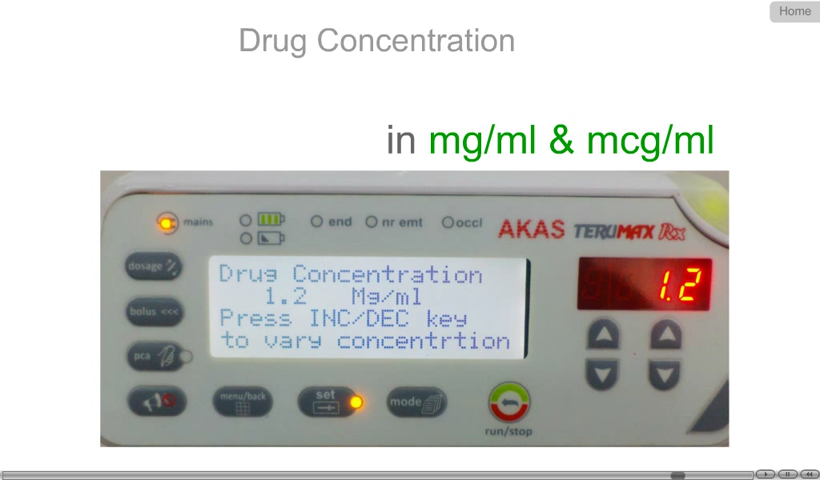 Home
Drug Concentration
in mg/ml & mcg/ml
mains
end
nr emt
occl
AKAS TERUMAX Rx
dosage
Drug Concentration
1.2 Mg/ml
Press INC/DEC key
to vary concentrtion
1.2
bolus <<<
pca
menu/back
set
mode
run/stop